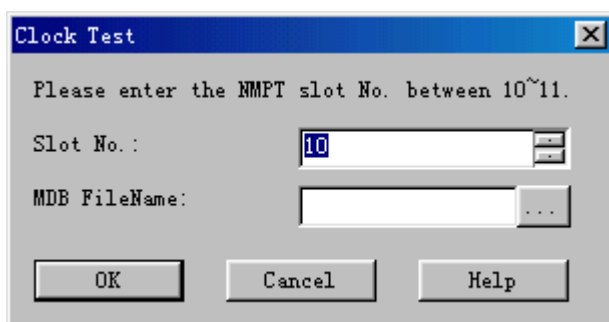 Clock Test
Please enter the NMPT slot No. between 10~11.
Slot No.: 10
MDB FileName: ...
OK Cancel Help